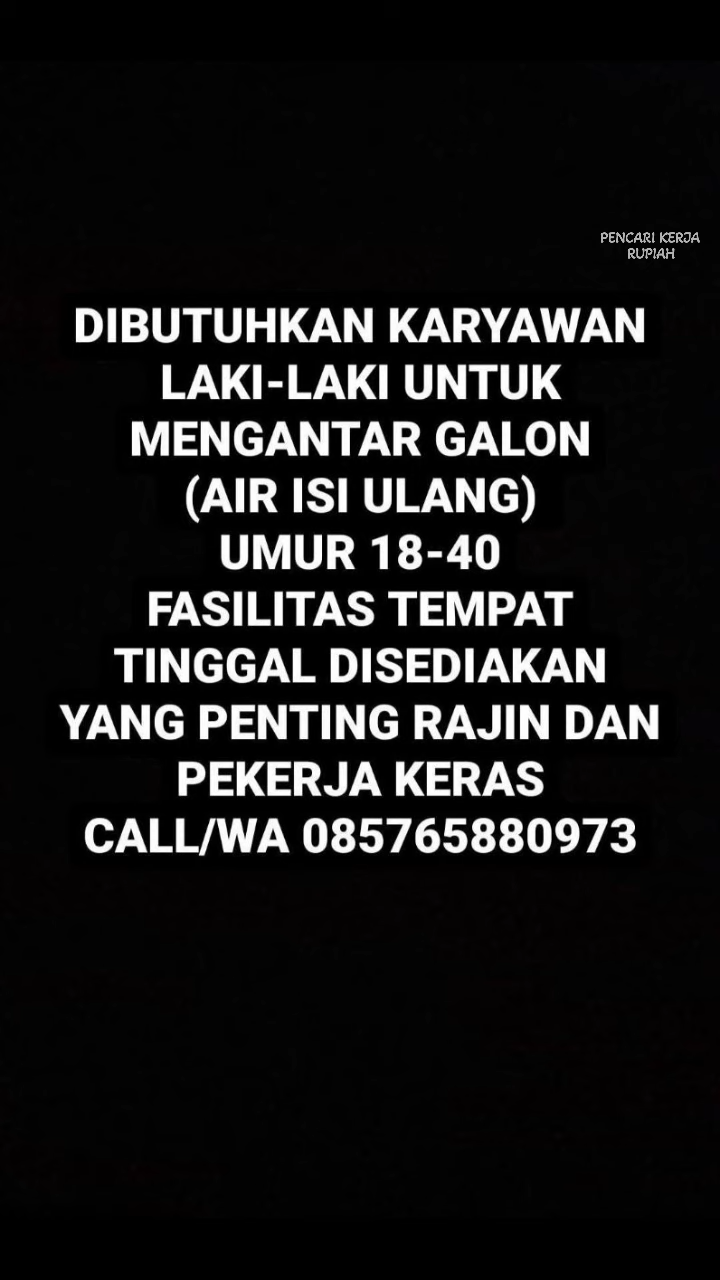 PENCARI KERJA
RUPIAH
DIBUTUHKAN KARYAWAN
LAKI-LAKI UNTUK
MENGANTAR GALON
(AIR ISI ULANG)
UMUR 18-40
FASILITAS TEMPAT
TINGGAL DISEDIAKAN
YANG PENTING RAJIN DAN
PEKERJA KERAS
CALL/WA 085765880973